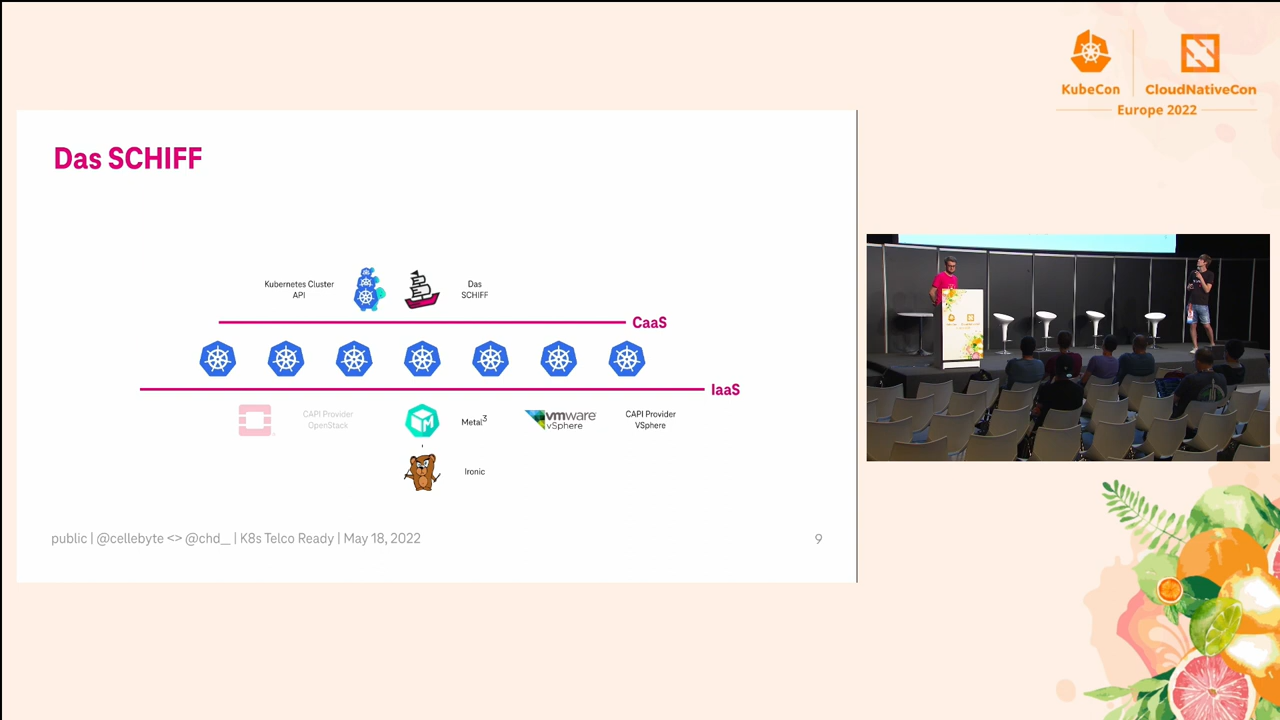 KubeCon
CloudNativeCon
Europe 2022
Das SCHIFF
Kubernetes Cluster
API
Das
SCHIFF
CaaS
IaaS
CAPI Provider
OpenStack
Metal3
vmware
vSphere
CAPI Provider
VSphere
Ironic
public | @cellebyte <> @chd_ | K8s Telco Ready | May 18, 2022
9